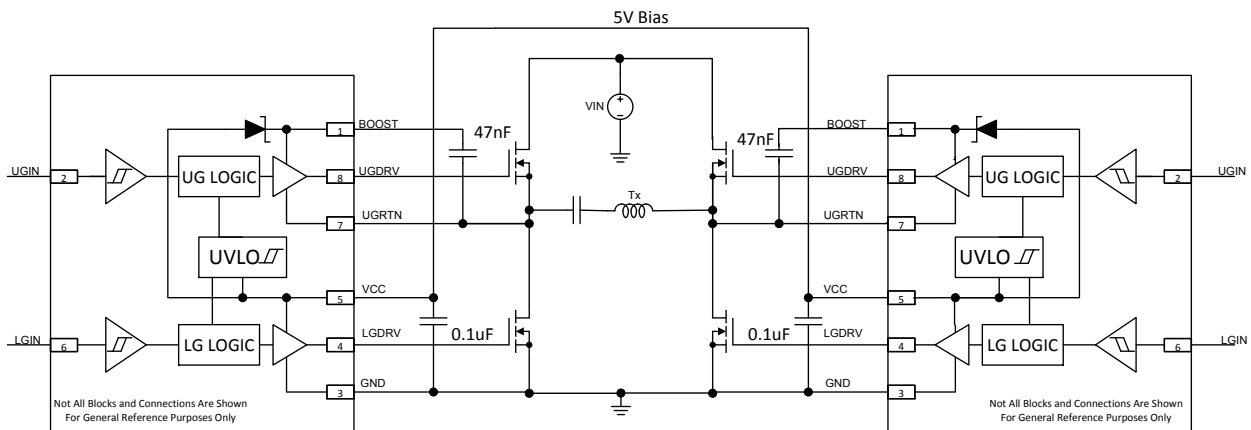 5V Bias
VIN
+
−
BOOST
47nF
47nF
BOOST
1
1
UGIN
2
UG LOGIC
8
UGDRV
UGDRV
8
UG LOGIC
2
UGIN
Tx
7
UGRTN
UGRTN
7
UVLO
UVLO
5
VCC
VCC
5
LGIN
6
LG LOGIC
4
LGDRV
0.1uF
0.1uF
LGDRV
4
LG LOGIC
6
LGIN
3
GND
GND
3
Not All Blocks and Connections Are Shown
For General Reference Purposes Only
Not All Blocks and Connections Are Shown
For General Reference Purposes Only